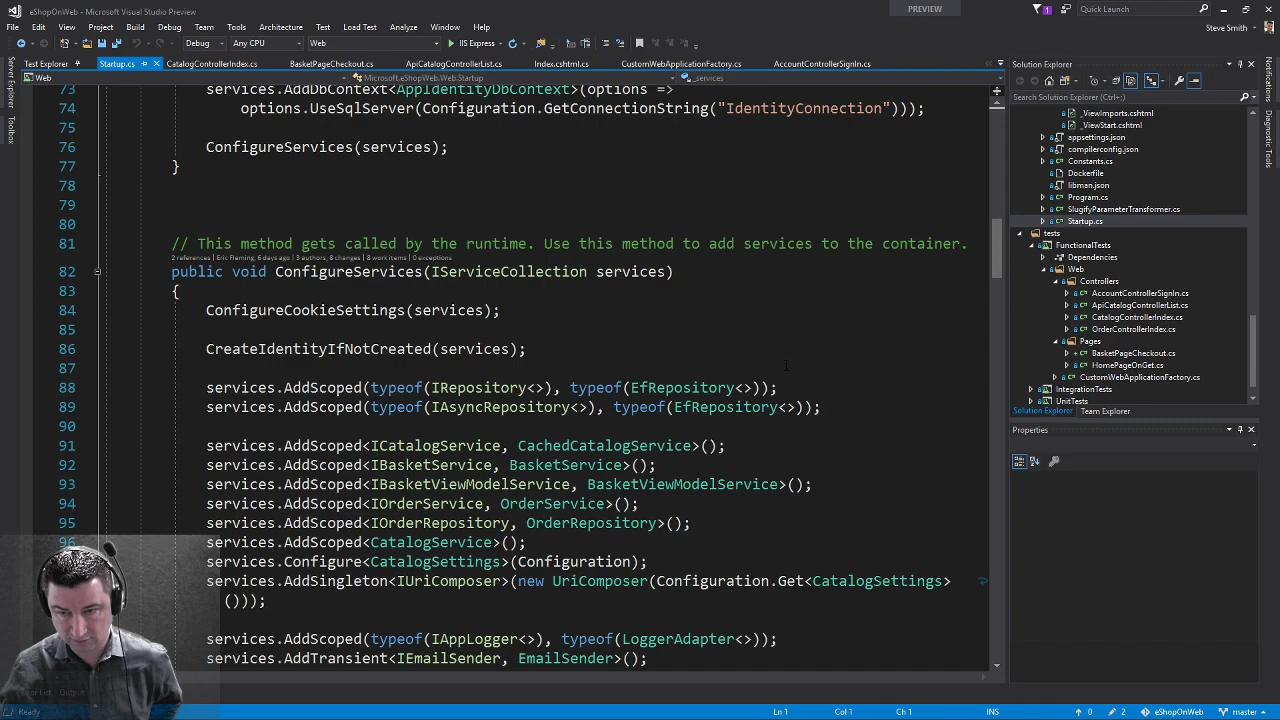 eShopOnWeb - Microsoft Visual Studio Preview
PREVIEW
1
Quick Launch
File Edit View Project Build Debug Team Tools Architecture Test Load Test Analyze Window Help
Steve Smith
Debug Any CPU Web IIS Express
Test Explorer Startup.cs CatalogControllerIndex.cs BasketPageCheckout.cs ApiCatalogControllerList.cs Index.cshtml.cs CustomWebApplicationFactory.cs AccountControllerSignIn.cs
Web Microsoft.eShopWeb.Web.Startup _services
Server Explorer
Toolbox
73 services.AddDbContext<AppIdentityDbContext>(options =>
74 options.UseSqlServer(Configuration.GetConnectionString("IdentityConnection")));
75
76 ConfigureServices(services);
77 }
78
79
80
81 // This method gets called by the runtime. Use this method to add services to the container.
2 references | Eric Fleming, 6 days ago | 3 authors, 8 changes | 8 work items | 0 exceptions
82 public void ConfigureServices(IServiceCollection services)
83 {
84 ConfigureCookieSettings(services);
85
86 CreateIdentityIfNotCreated(services);
87
88 services.AddScoped(typeof(IRepository<>), typeof(EfRepository<>));
89 services.AddScoped(typeof(IAsyncRepository<>), typeof(EfRepository<>));
90
91 services.AddScoped<ICatalogService, CachedCatalogService>();
92 services.AddScoped<IBasketService, BasketService>();
93 services.AddScoped<IBasketViewModelService, BasketViewModelService>();
94 services.AddScoped<IOrderService, OrderService>();
95 services.AddScoped<IOrderRepository, OrderRepository>();
96 services.AddScoped<CatalogService>();
services.Configure<CatalogSettings>(Configuration);
services.AddSingleton<IUriComposer>(new UriComposer(Configuration.Get<CatalogSettings>
()));
services.AddScoped(typeof(IAppLogger<>), typeof(LoggerAdapter<>));
services.AddTransient<IEmailSender, EmailSender>();
Solution Explorer
Search Solution Explorer (Ctrl+;)
_ViewImports.cshtml
_ViewStart.cshtml
appsettings.json
compilerconfig.json
Constants.cs
Dockerfile
libman.json
Program.cs
SlugifyParameterTransformer.cs
Startup.cs
tests
FunctionalTests
Dependencies
Web
Controllers
AccountControllerSignIn.cs
ApiCatalogControllerList.cs
CatalogControllerIndex.cs
OrderControllerIndex.cs
Pages
BasketPageCheckout.cs
HomePageOnGet.cs
CustomWebApplicationFactory.cs
IntegrationTests
UnitTests
Solution Explorer Team Explorer
Properties
Notifications
Diagnostic Tools
Error List Output
Ready Ln 1 Col 1 Ch 1 INS 0 2 eShopOnWeb master